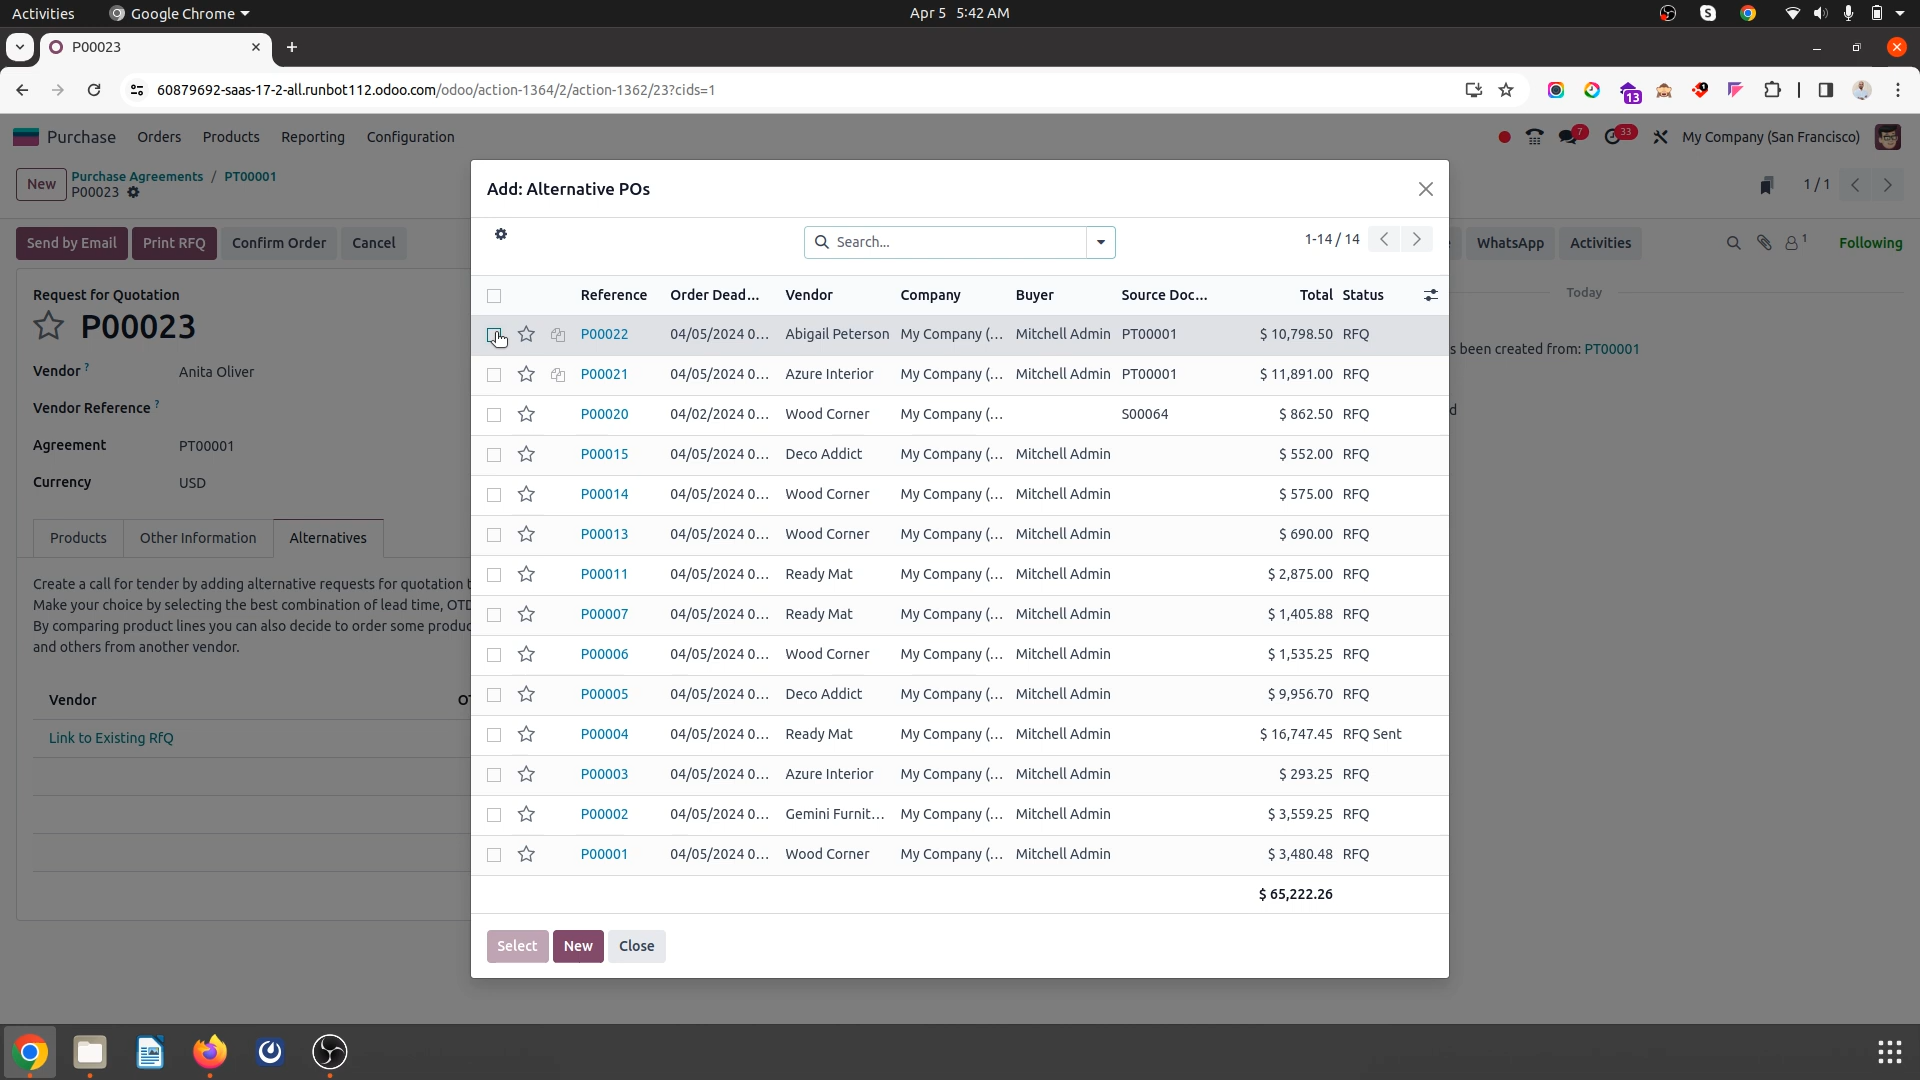 Activities Google Chrome Apr 5 5:42 AM
P00023
60879692-saas-17-2-all.runbot112.odoo.com/odoo/action-1364/2/action-1362/23?cids=1
13
Purchase Orders Products Reporting Configuration 7 33 My Company (San Francisco)
New Purchase Agreements / PT00001
P00023
1 / 1
Send by Email Print RFQ Confirm Order Cancel WhatsApp Activities 1 Following
Request for Quotation
P00023
Vendor ? Anita Oliver
Vendor Reference ?
Agreement PT00001
Currency USD
Products Other Information Alternatives
Create a call for tender by adding alternative requests for quotation t
Make your choice by selecting the best combination of lead time, OTD
By comparing product lines you can also decide to order some produc
and others from another vendor.
Vendor
Link to Existing RfQ
Today
s been created from: PT00001
d
Add: Alternative POs
Search...
1-14 / 14
Reference Order Dead... Vendor Company Buyer Source Doc... Total Status
P00022 04/05/2024 0... Abigail Peterson My Company (... Mitchell Admin PT00001 $ 10,798.50 RFQ
P00021 04/05/2024 0... Azure Interior My Company (... Mitchell Admin PT00001 $ 11,891.00 RFQ
P00020 04/02/2024 0... Wood Corner My Company (... S00064 $ 862.50 RFQ
P00015 04/05/2024 0... Deco Addict My Company (... Mitchell Admin $ 552.00 RFQ
P00014 04/05/2024 0... Wood Corner My Company (... Mitchell Admin $ 575.00 RFQ
P00013 04/05/2024 0... Wood Corner My Company (... Mitchell Admin $ 690.00 RFQ
P00011 04/05/2024 0... Ready Mat My Company (... Mitchell Admin $ 2,875.00 RFQ
P00007 04/05/2024 0... Ready Mat My Company (... Mitchell Admin $ 1,405.88 RFQ
P00006 04/05/2024 0... Wood Corner My Company (... Mitchell Admin $ 1,535.25 RFQ
P00005 04/05/2024 0... Deco Addict My Company (... Mitchell Admin $ 9,956.70 RFQ
P00004 04/05/2024 0... Ready Mat My Company (... Mitchell Admin $ 16,747.45 RFQ Sent
P00003 04/05/2024 0... Azure Interior My Company (... Mitchell Admin $ 293.25 RFQ
P00002 04/05/2024 0... Gemini Furnit... My Company (... Mitchell Admin $ 3,559.25 RFQ
P00001 04/05/2024 0... Wood Corner My Company (... Mitchell Admin $ 3,480.48 RFQ
$ 65,222.26
Select New Close